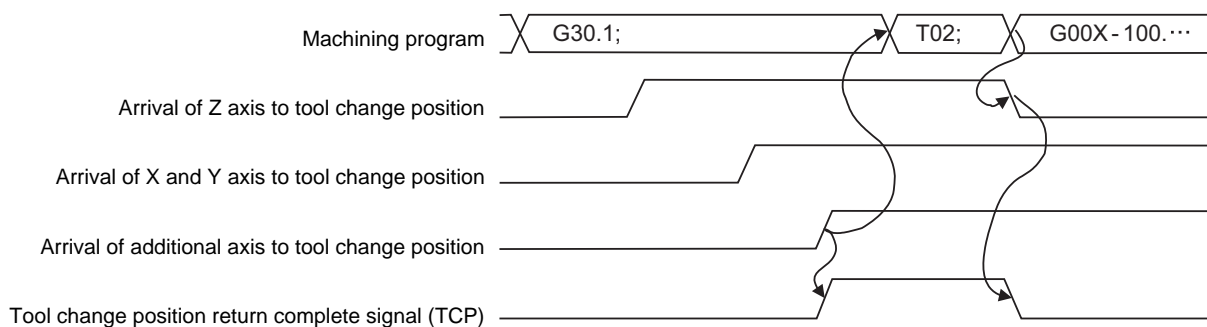 Machining program
G30.1;
T02;
G00X-100.⋯
Arrival of Z axis to tool change position
Arrival of X and Y axis to tool change position
Arrival of additional axis to tool change position
Tool change position return complete signal (TCP)